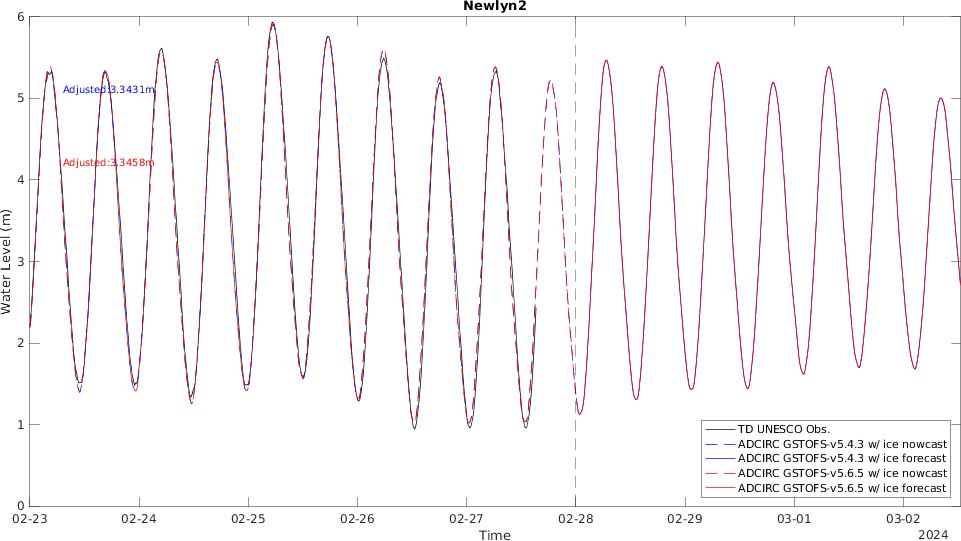 Newlyn2
6
5
4
3
2
1
0
Water Level (m)
Adjusted:3.3431m
Adjusted:3.3458m
TD UNESCO Obs.
ADCIRC GSTOFS-v5.4.3 w/ ice nowcast
ADCIRC GSTOFS-v5.4.3 w/ ice forecast
ADCIRC GSTOFS-v5.6.5 w/ ice nowcast
ADCIRC GSTOFS-v5.6.5 w/ ice forecast
02-23 02-24 02-25 02-26 02-27 02-28 02-29 03-01 03-02
Time
2024